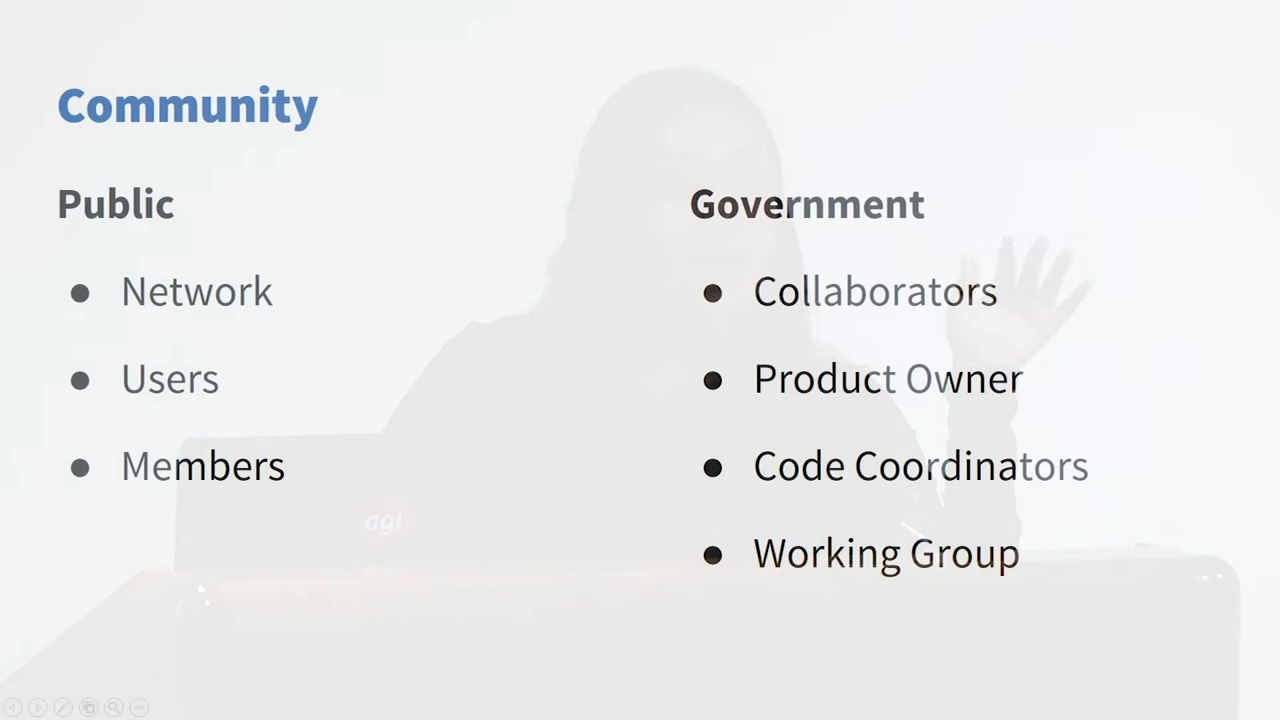 Community
Public
● Network
● Users
● Members
Government
● Collaborators
● Product Owner
● Code Coordinators
● Working Group